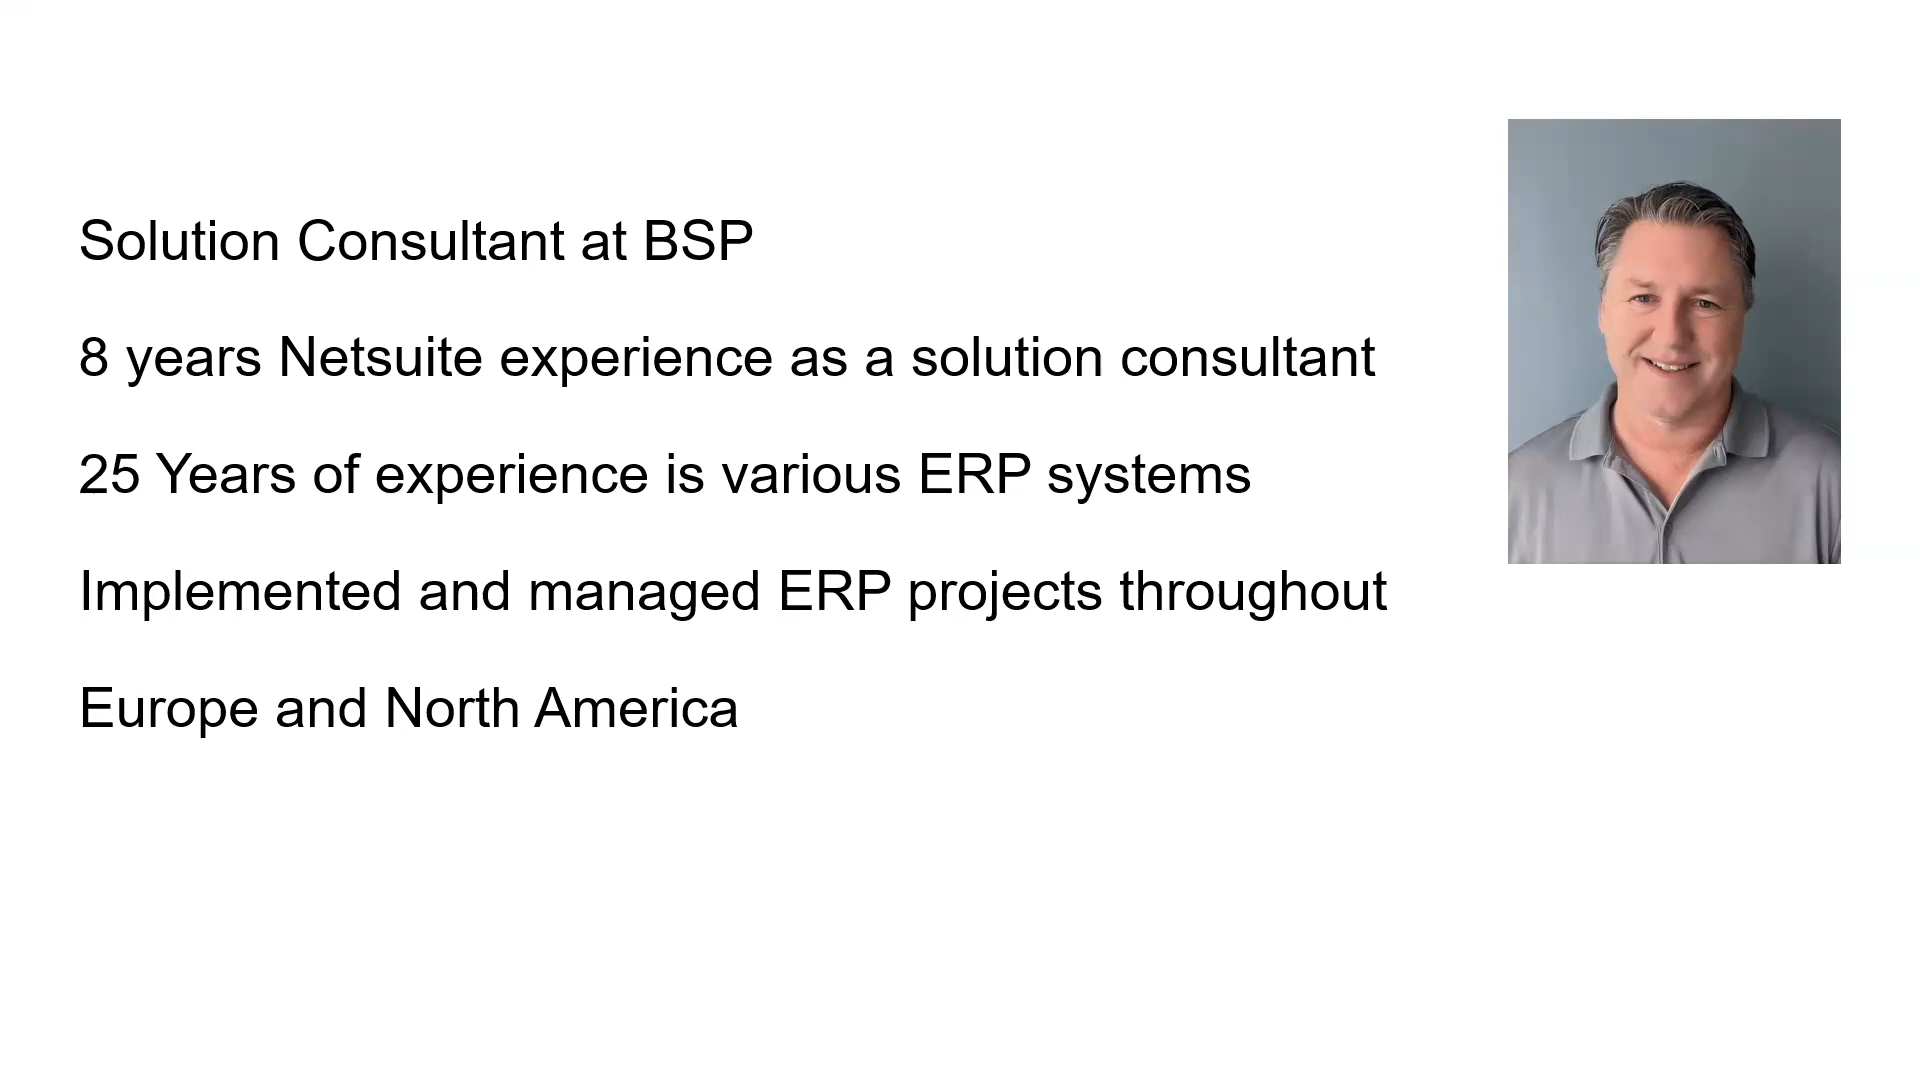 Solution Consultant at BSP
8 years Netsuite experience as a solution consultant
25 Years of experience is various ERP systems
Implemented and managed ERP projects throughout
Europe and North America